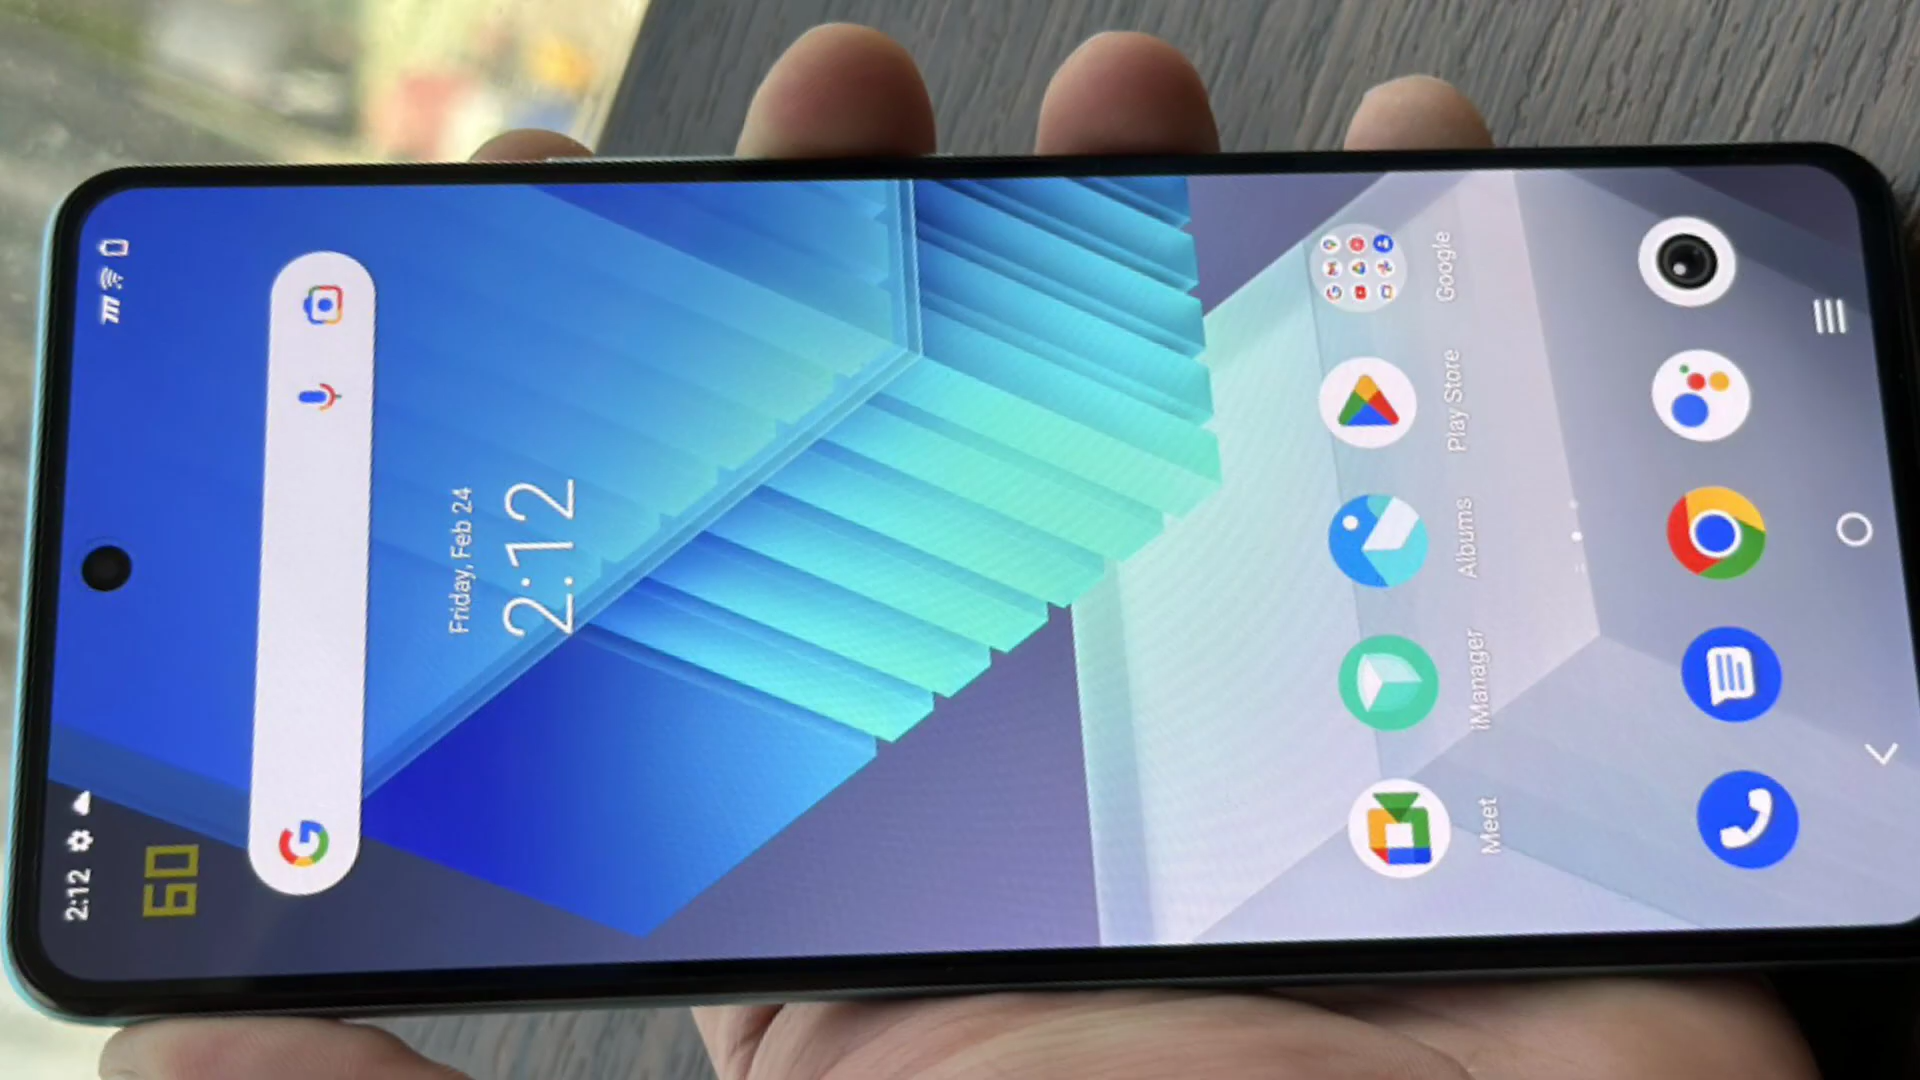 2:12
60
G
Friday, Feb 24
2:12
Meet
iManager
Albums
Play Store
Google